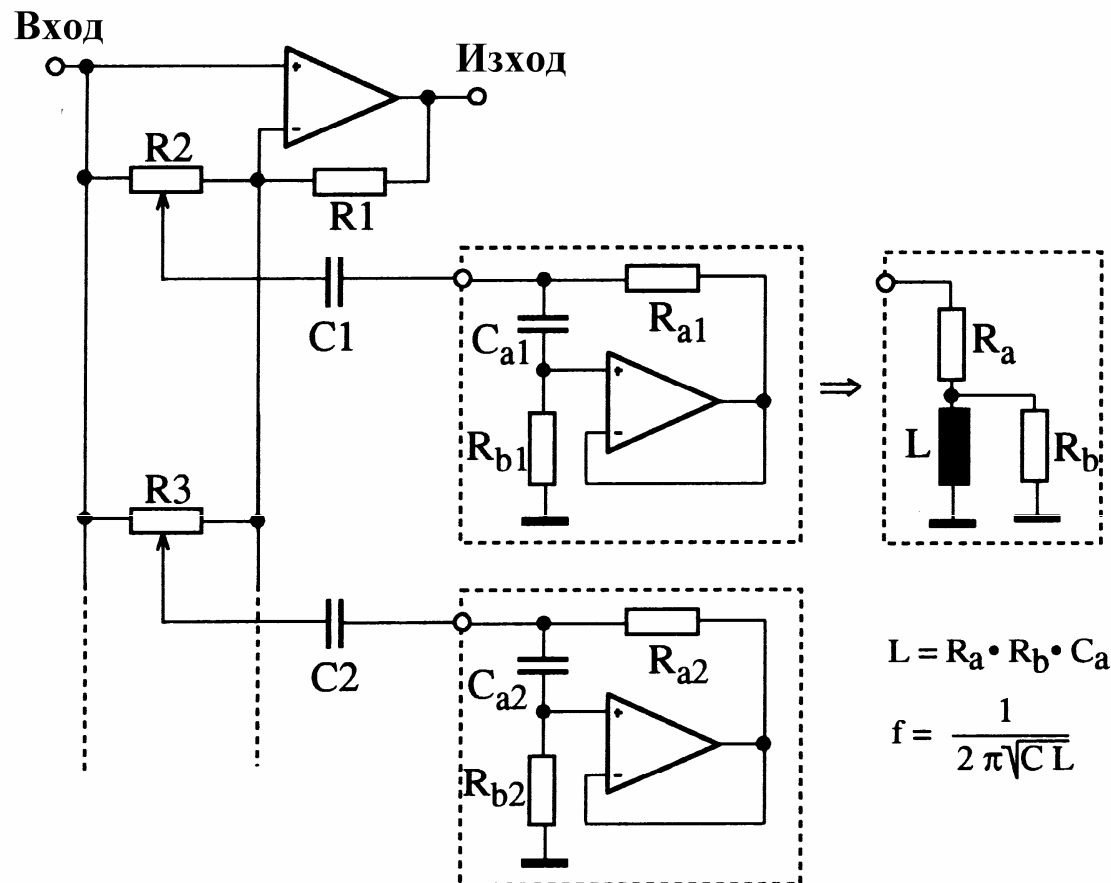 Вход
Изход
+
-
R2
R1
C1
Ra1
Ca1
+
-
Rb1
⇒
Ra
L
Rb
R3
C2
Ra2
Ca2
+
-
Rb2
L = Ra • Rb • Ca
f = 1 / 2 π√C L